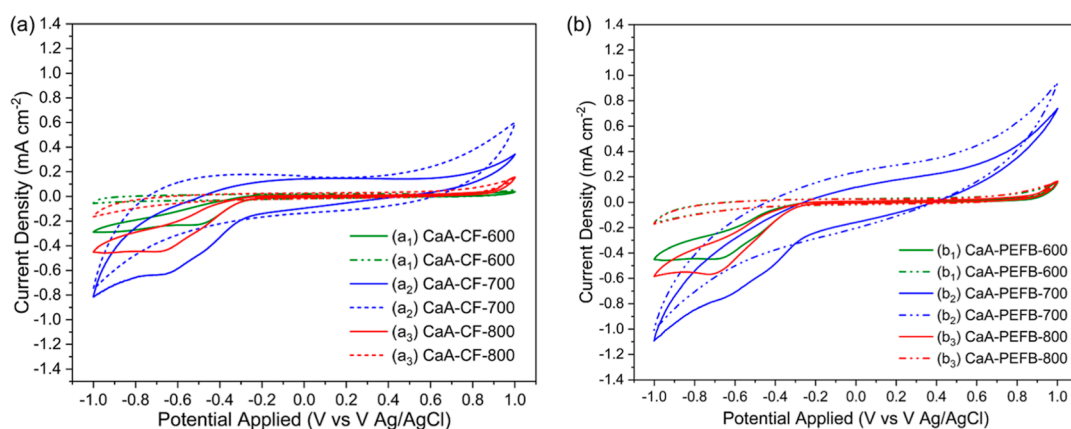 (a)
1.4
1.2
1.0
0.8
0.6
0.4
0.2
0.0
-0.2
-0.4
-0.6
-0.8
-1.0
-1.2
-1.4
Current Density (mA cm⁻²)
(a₁) CaA-CF-600
(a₁) CaA-CF-600
(a₂) CaA-CF-700
(a₂) CaA-CF-700
(a₃) CaA-CF-800
(a₃) CaA-CF-800
-1.0 -0.8 -0.6 -0.4 -0.2 0.0 0.2 0.4 0.6 0.8 1.0
Potential Applied (V vs V Ag/AgCl)
(b)
1.4
1.2
1.0
0.8
0.6
0.4
0.2
0.0
-0.2
-0.4
-0.6
-0.8
-1.0
-1.2
-1.4
Current Density (mA cm⁻²)
(b₁) CaA-PEFB-600
(b₁) CaA-PEFB-600
(b₂) CaA-PEFB-700
(b₂) CaA-PEFB-700
(b₃) CaA-PEFB-800
(b₃) CaA-PEFB-800
-1.0 -0.8 -0.6 -0.4 -0.2 0.0 0.2 0.4 0.6 0.8 1.0
Potential Applied (V vs V Ag/AgCl)